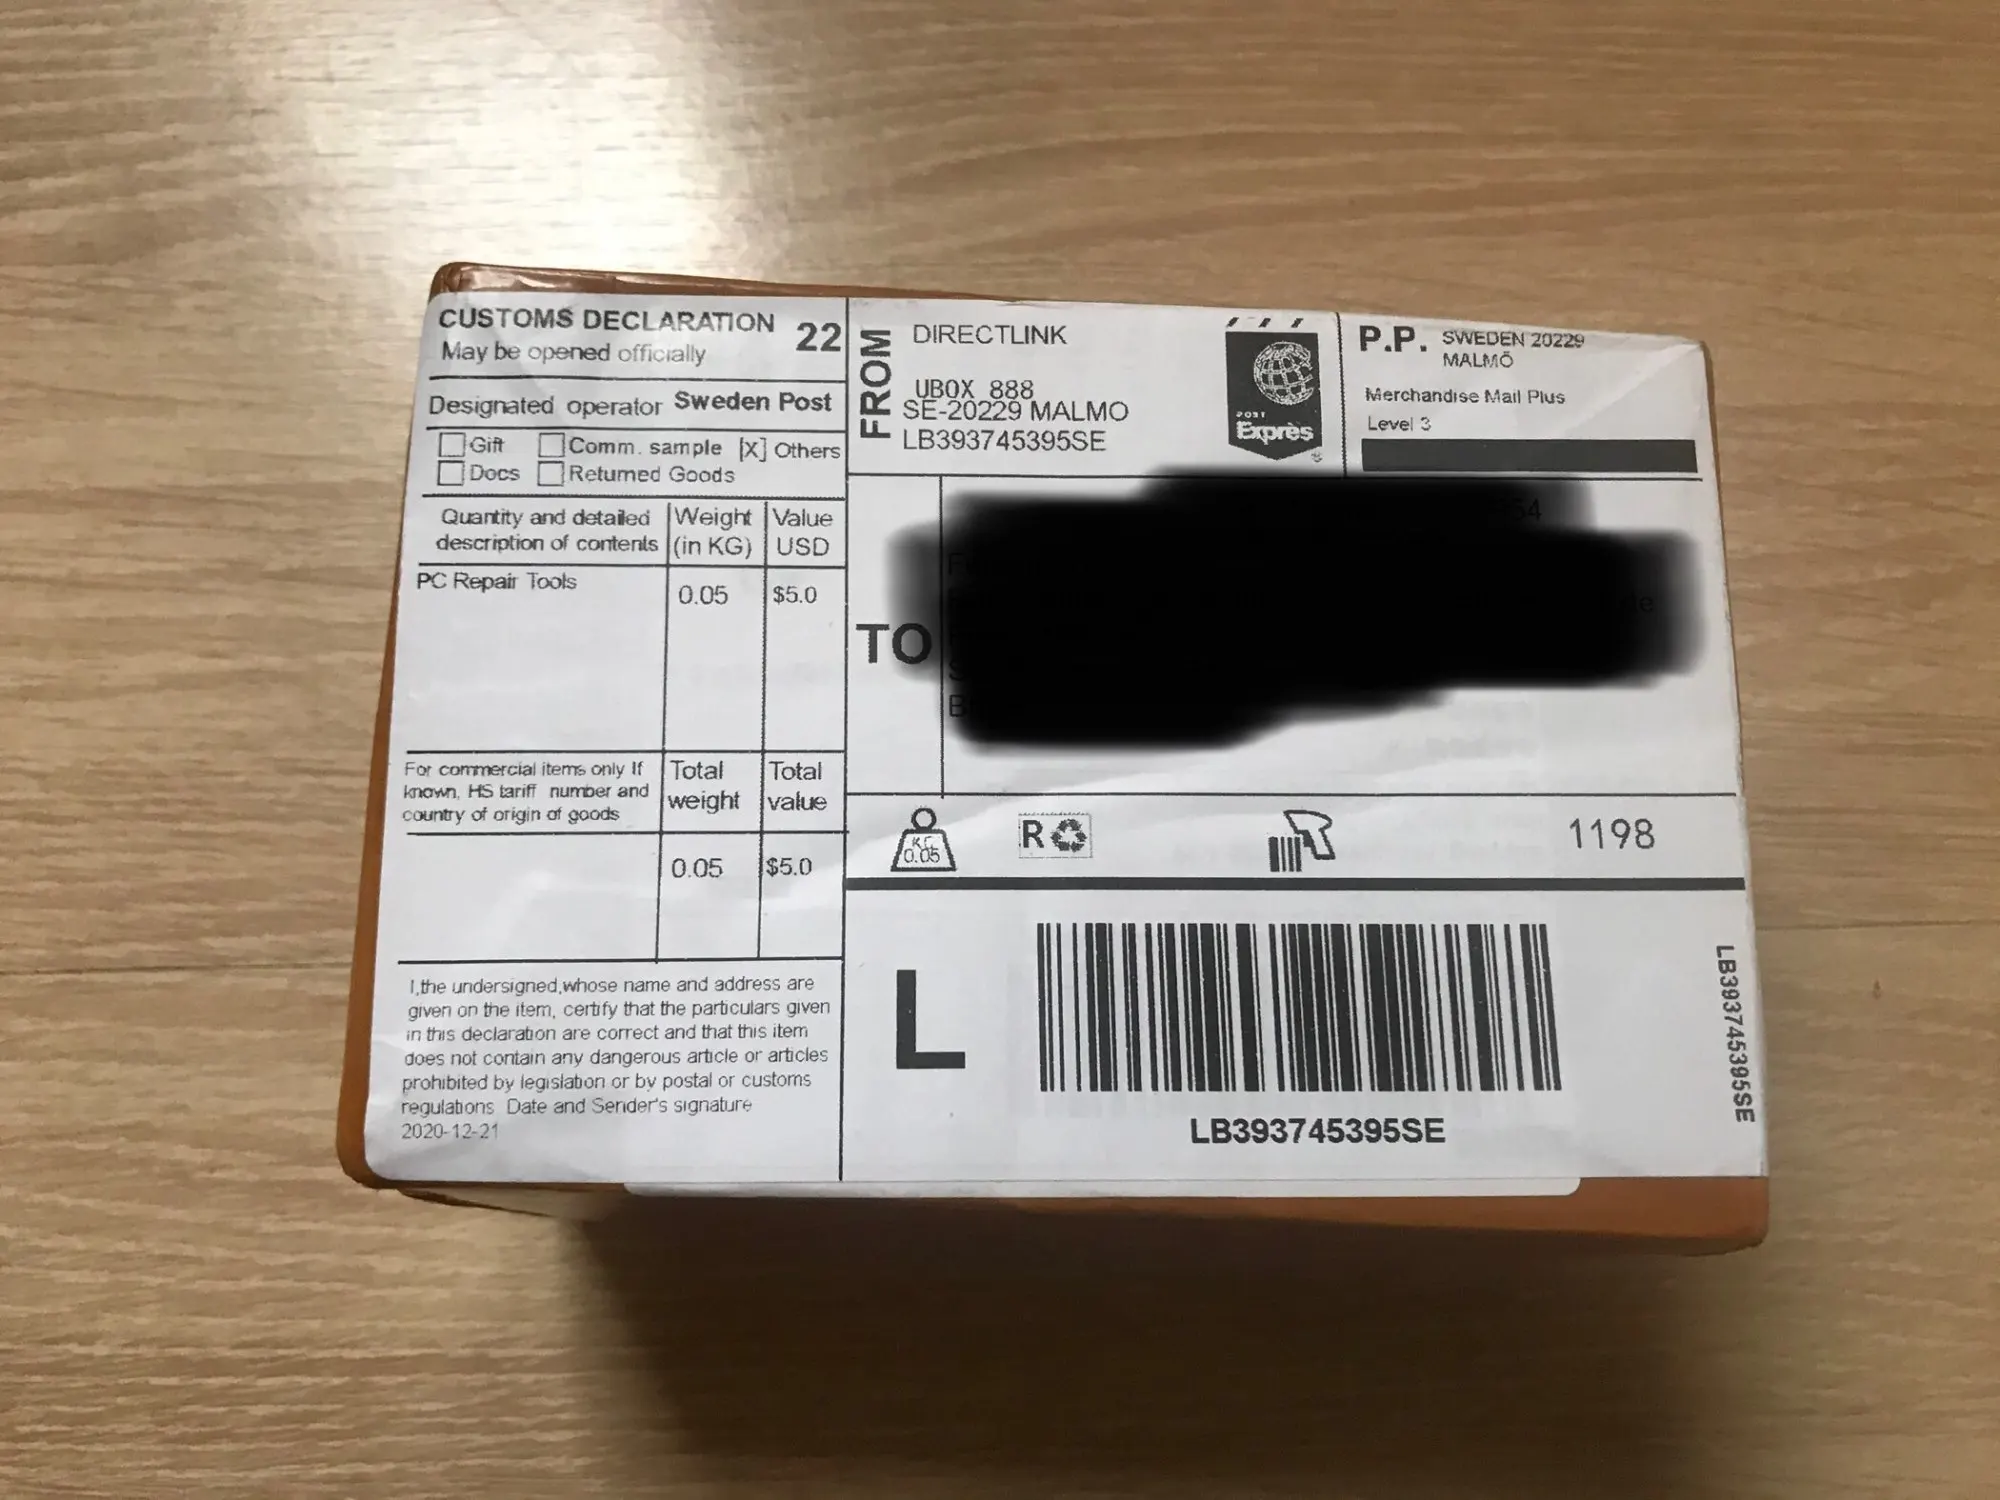 CUSTOMS DECLARATION 22
May be opened officially
Designated operator Sweden Post
Gift Comm. sample [X] Others
Docs Returned Goods
Quantity and detailed description of contents
Weight (in KG)
Value USD
PC Repair Tools 0.05 $5.0
For commercial items only If
known, HS tariff number and
country of origin of goods
Total weight
Total value
0.05 $5.0
I,the undersigned,whose name and address are
given on the item, certify that the particulars given
in this declaration are correct and that this item
does not contain any dangerous article or articles
prohibited by legislation or by postal or customs
regulations Date and Sender's signature
2020-12-21
FROM
DIRECTLINK
UBOX 888
SE-20229 MALMO
LB393745395SE
POST
Exprès
P.P. SWEDEN 20229
MALMÖ
Merchandise Mail Plus
Level 3
TO
KG
0.05
R
1198
L
LB393745395SE
LB393745395SE